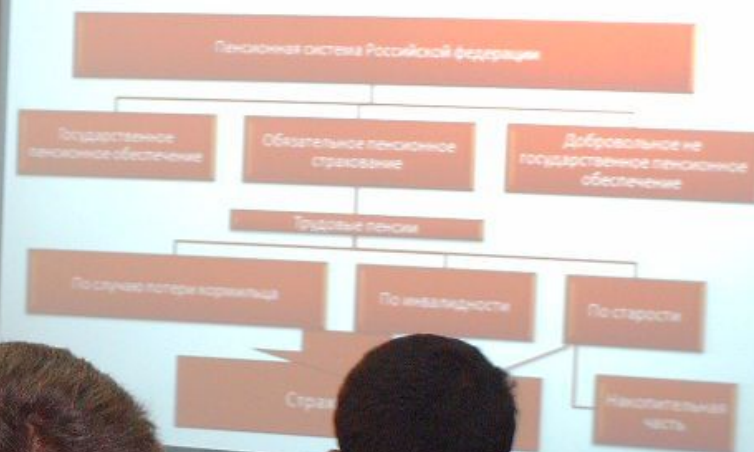 Пенсионная система Российской федерации
Государственное
пенсионное обеспечение
Обязательное пенсионное
страхование
Добровольное не
государственное пенсионное
обеспечение
Трудовые пенсии
По случаю потери кормильца
По инвалидности
По старости
Накопительная
часть